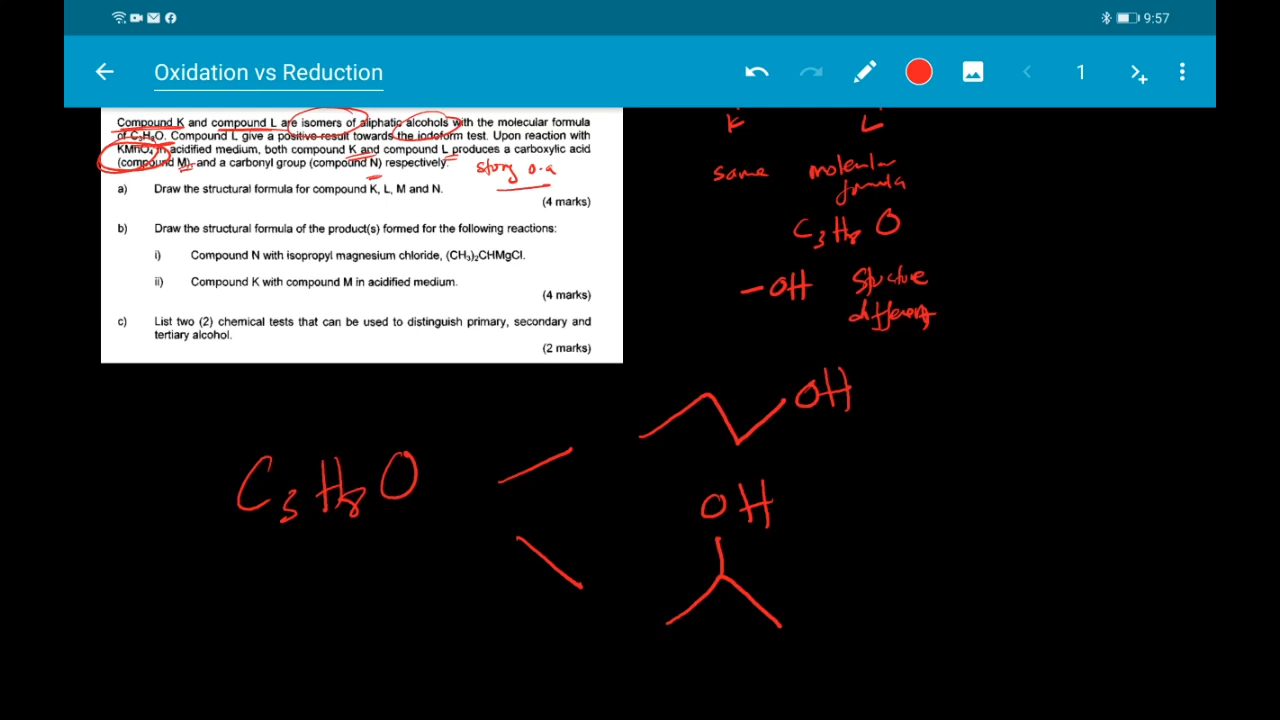 9:57
Oxidation vs Reduction
1
Compound K and compound L are isomers of aliphatic alcohols with the molecular formula
of C₃H₈O. Compound L give a positive result towards the iodoform test. Upon reaction with
KMnO₄ in acidified medium, both compound K and compound L produces a carboxylic acid
(compound M), and a carbonyl group (compound N) respectively.
strong o.a
a) Draw the structural formula for compound K, L, M and N.
(4 marks)
b) Draw the structural formula of the product(s) formed for the following reactions:
i) Compound N with isopropyl magnesium chloride, (CH₃)₂CHMgCl.
ii) Compound K with compound M in acidified medium.
(4 marks)
c) List two (2) chemical tests that can be used to distinguish primary, secondary and
tertiary alcohol.
(2 marks)
K L
same molecular
formula
C₃H₈O
-OH structure
different
OH
C₃H₈O
OH